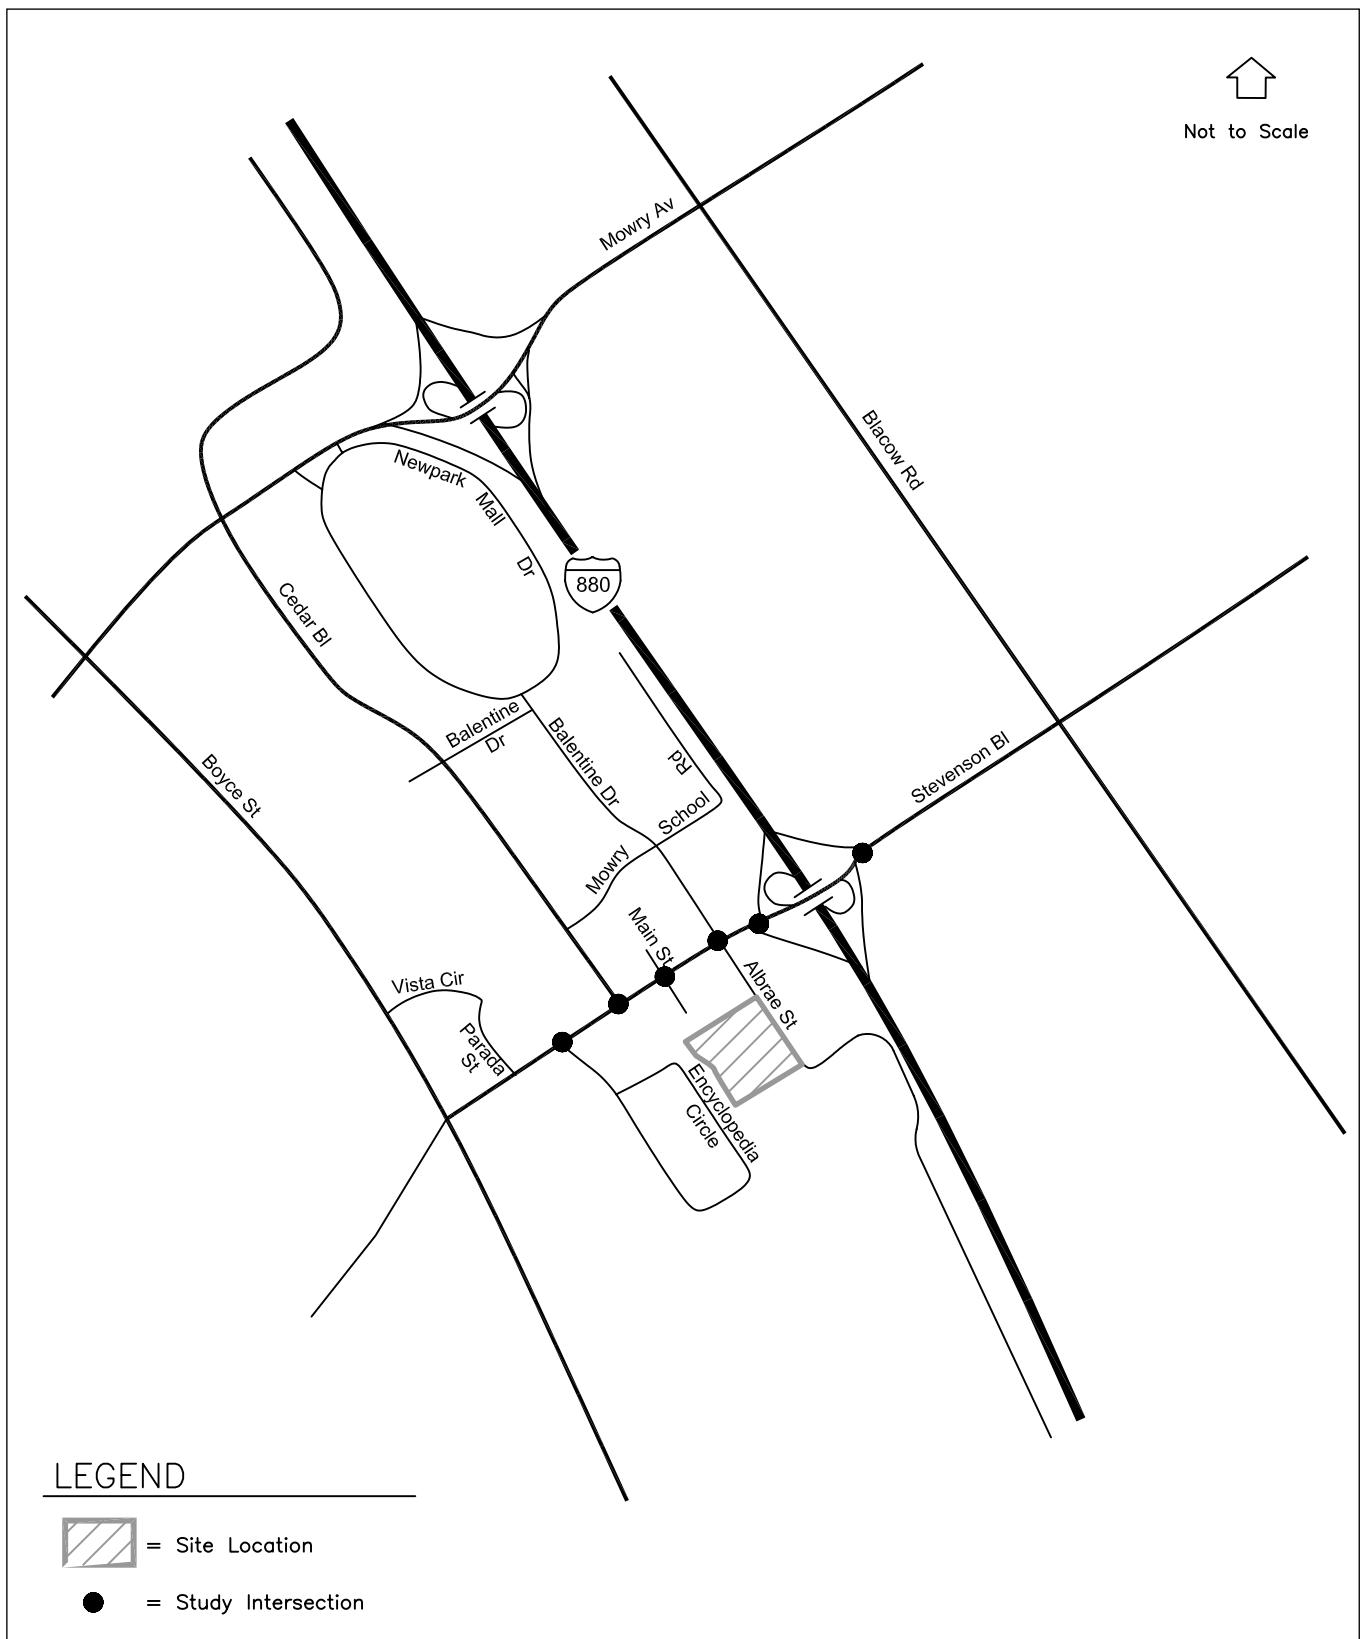 Not to Scale
Mowry Av
Blacow Rd
Newpark
Mall
Dr
880
Cedar Bl
Balentine
Dr
Balentine Dr
Rd
School
Mowry
Boyce St
Stevenson Bl
Main St
Vista Cir
Parada
St
Albrae St
Encyclopedia
Circle
LEGEND
= Site Location
= Study Intersection